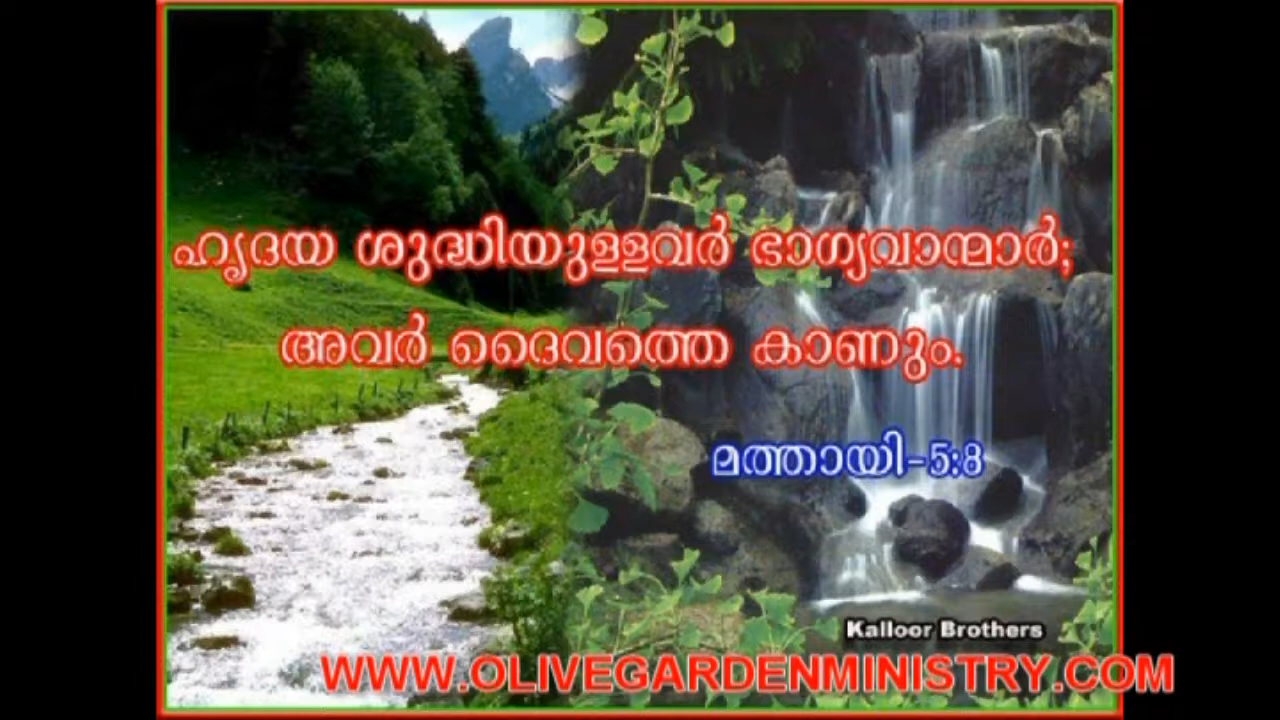 ഹൃദയ ശുദ്ധിയുള്ളവർ ഭാഗ്യവാന്മാർ;
അവർ ദൈവത്തെ കാണും.
മത്തായി-5:8
Kalloor Brothers
WWW.OLIVEGARDENMINISTRY.COM